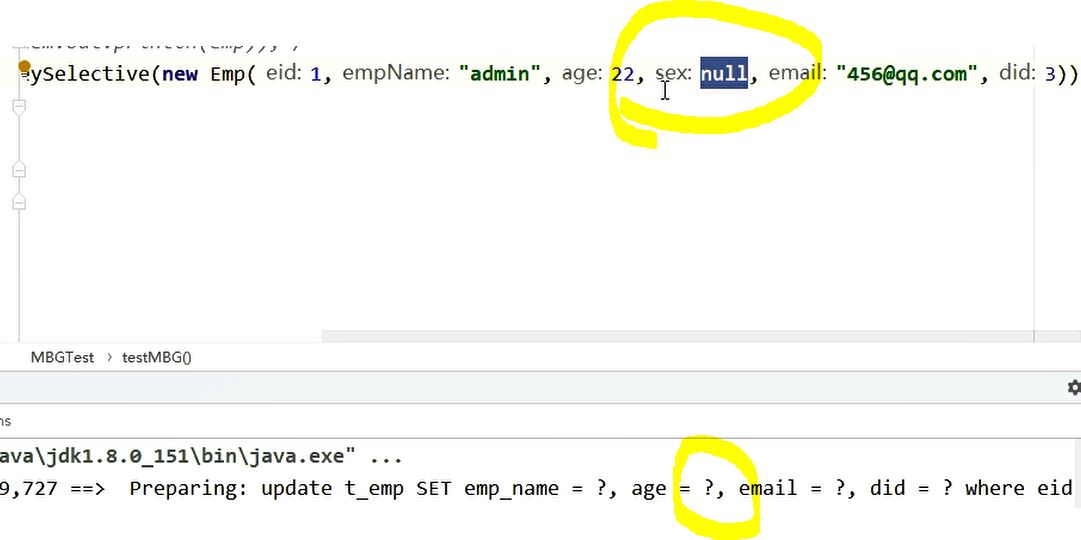 ySelective(new Emp( eid: 1, empName: "admin", age: 22, sex: null, email: "456@qq.com", did: 3))
MBGTest › testMBG()
ns
ava\jdk1.8.0_151\bin\java.exe" ...
9,727 ==> Preparing: update t_emp SET emp_name = ?, age = ?, email = ?, did = ? where eid